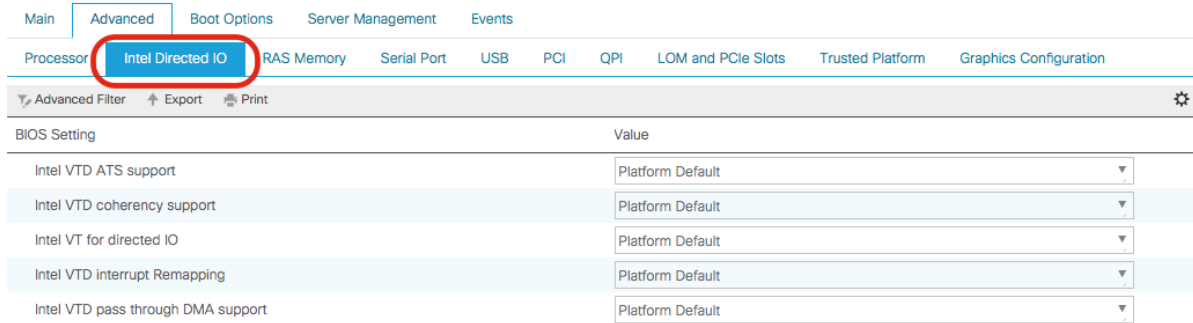 Main Advanced Boot Options Server Management Events
Processor Intel Directed IO RAS Memory Serial Port USB PCI QPI LOM and PCIe Slots Trusted Platform Graphics Configuration
Advanced Filter Export Print
BIOS Setting Value
Intel VTD ATS support Platform Default
Intel VTD coherency support Platform Default
Intel VT for directed IO Platform Default
Intel VTD interrupt Remapping Platform Default
Intel VTD pass through DMA support Platform Default